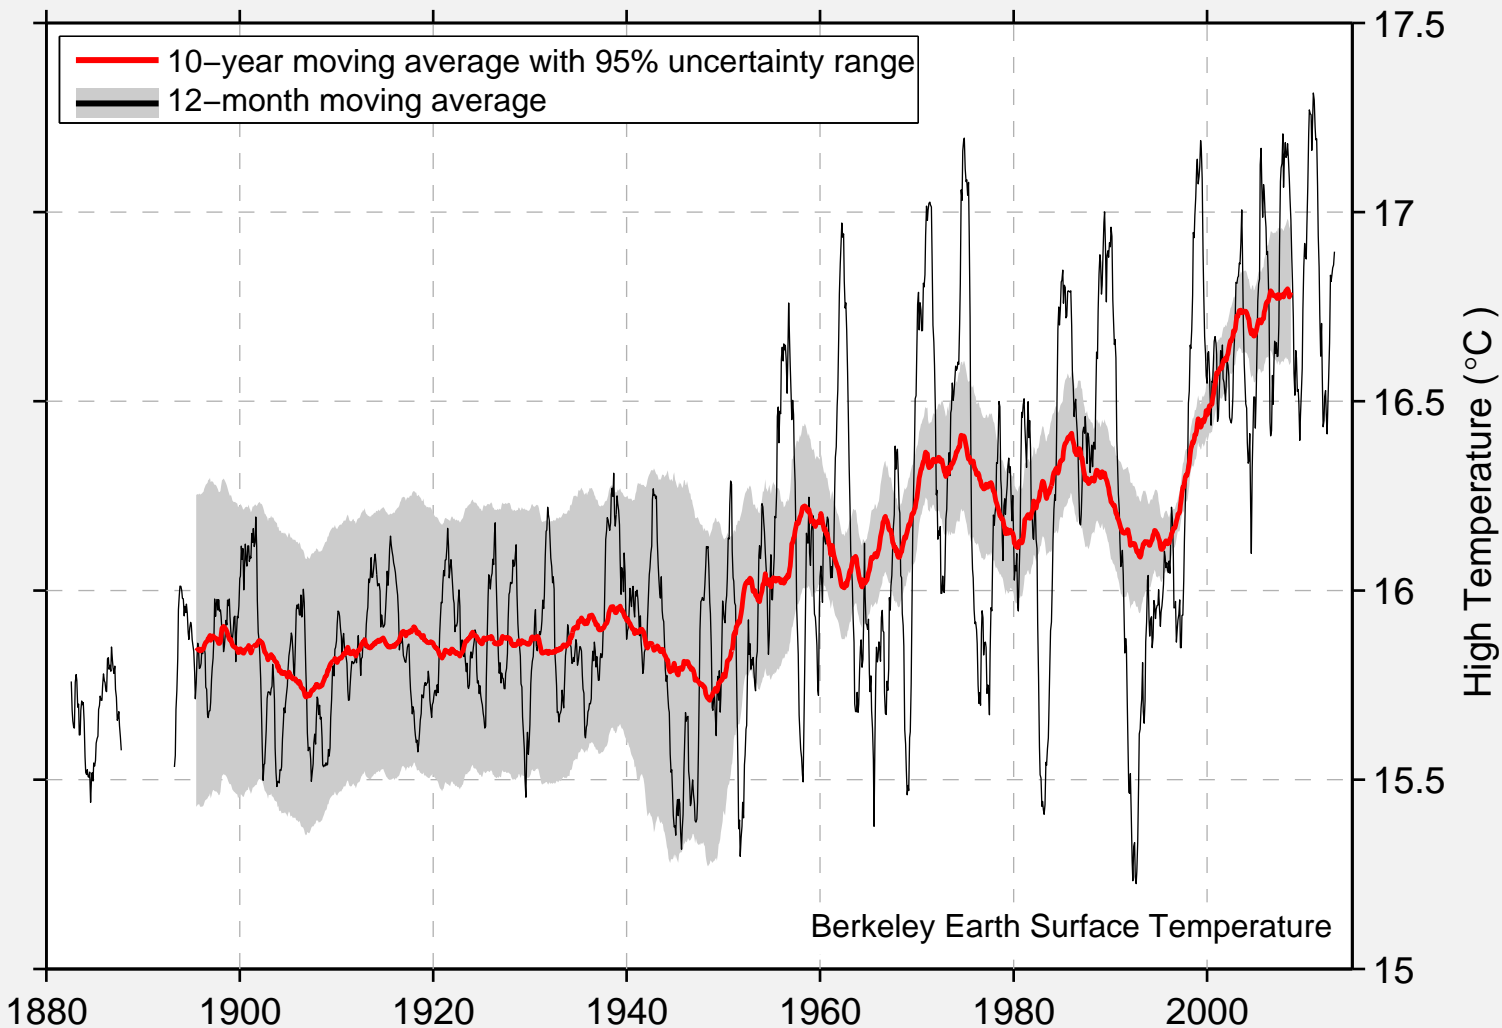 10−year moving average with 95% uncertainty range
12−month moving average
17.5
17
16.5
16
15.5
15
High Temperature (°C )
Berkeley Earth Surface Temperature
1880 1900 1920 1940 1960 1980 2000